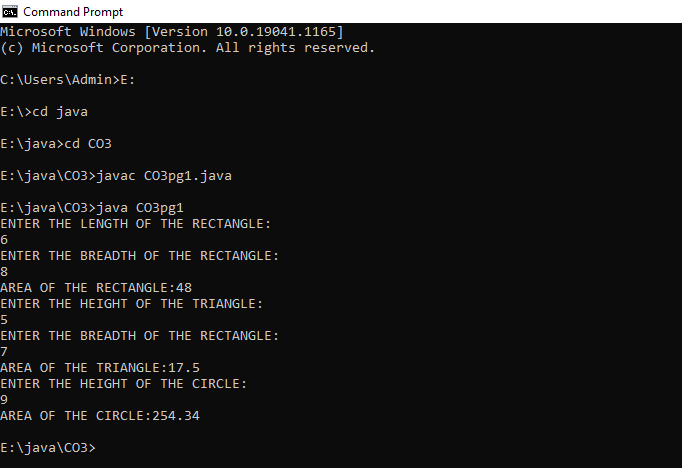 Command Prompt
Microsoft Windows [Version 10.0.19041.1165]
(c) Microsoft Corporation. All rights reserved.
C:\Users\Admin>E:
E:\>cd java
E:\java>cd CO3
E:\java\CO3>javac CO3pg1.java
E:\java\CO3>java CO3pg1
ENTER THE LENGTH OF THE RECTANGLE:
6
ENTER THE BREADTH OF THE RECTANGLE:
8
AREA OF THE RECTANGLE:48
ENTER THE HEIGHT OF THE TRIANGLE:
5
ENTER THE BREADTH OF THE RECTANGLE:
7
AREA OF THE TRIANGLE:17.5
ENTER THE HEIGHT OF THE CIRCLE:
9
AREA OF THE CIRCLE:254.34
E:\java\CO3>